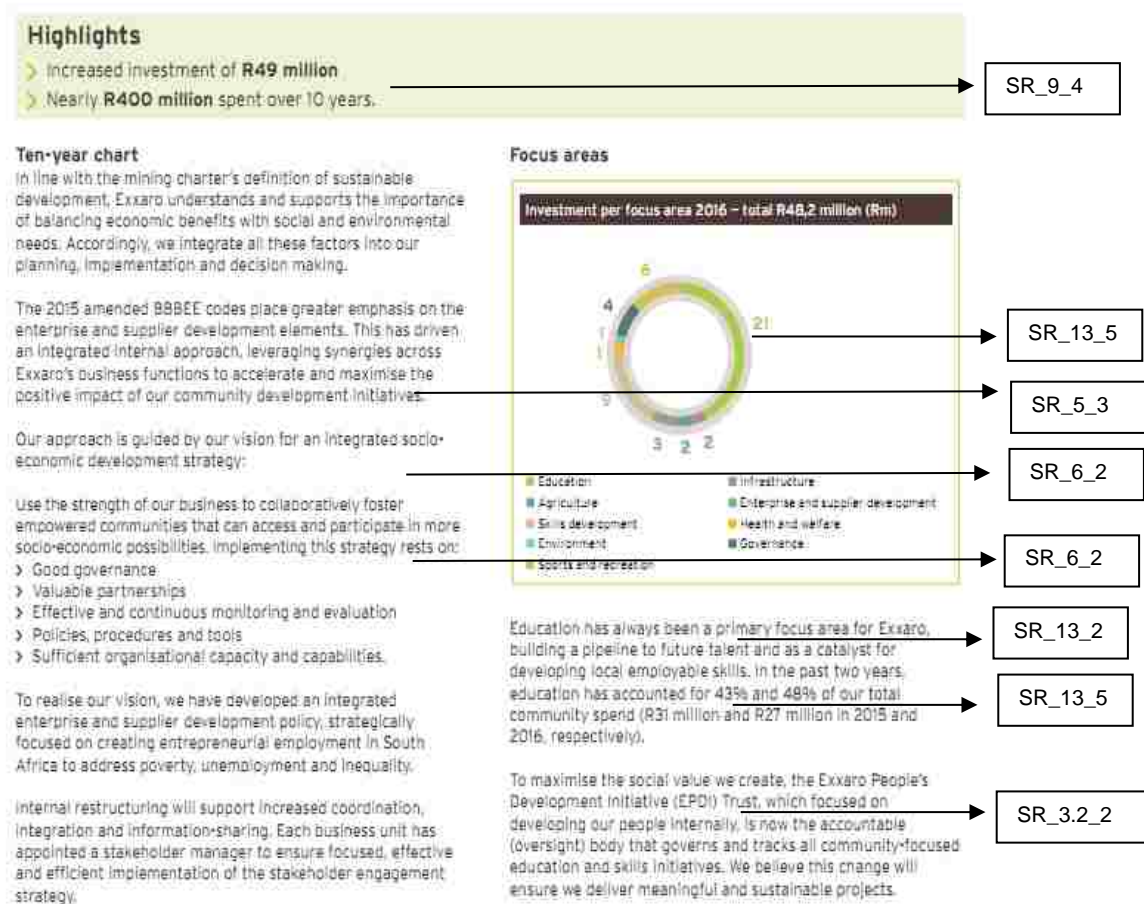 Highlights
> Increased investment of R49 million
> Nearly R400 million spent over 10 years.
SR_9_4
Ten-year chart
In line with the mining charter's definition of sustainable
development, Exxaro understands and supports the importance
of balancing economic benefits with social and environmental
needs. Accordingly, we integrate all these factors into our
planning, implementation and decision making.
The 2015 amended BBBEE codes place greater emphasis on the
enterprise and supplier development elements. This has driven
an integrated internal approach, leveraging synergies across
Exxaro's business functions to accelerate and maximise the
positive impact of our community development initiatives.
Our approach is guided by our vision for an integrated socio-
economic development strategy:
Use the strength of our business to collaboratively foster
empowered communities that can access and participate in more
socio-economic possibilities. Implementing this strategy rests on:
> Good governance
> Valuable partnerships
> Effective and continuous monitoring and evaluation
> Policies, procedures and tools
> Sufficient organisational capacity and capabilities.
To realise our vision, we have developed an integrated
enterprise and supplier development policy, strategically
focused on creating entrepreneurial employment in South
Africa to address poverty, unemployment and inequality.
Internal restructuring will support increased coordination,
integration and information-sharing. Each business unit has
appointed a stakeholder manager to ensure focused, effective
and efficient implementation of the stakeholder engagement
strategy.
Focus areas
Investment per focus area 2016 – total R48,2 million (Rm)
6
4
21
1
1
9
3 2 2
Education
Infrastructure
Agriculture
Enterprise and supplier development
Skills development
Health and welfare
Environment
Governance
Sports and recreation
Education has always been a primary focus area for Exxaro,
building a pipeline to future talent and as a catalyst for
developing local employable skills. In the past two years,
education has accounted for 43% and 48% of our total
community spend (R31 million and R27 million in 2015 and
2016, respectively).
To maximise the social value we create, the Exxaro People's
Development Initiative (EPDI) Trust, which focused on
developing our people internally, is now the accountable
(oversight) body that governs and tracks all community-focused
education and skills initiatives. We believe this change will
ensure we deliver meaningful and sustainable projects.
SR_13_5
SR_5_3
SR_6_2
SR_6_2
SR_13_2
SR_13_5
SR_3.2_2